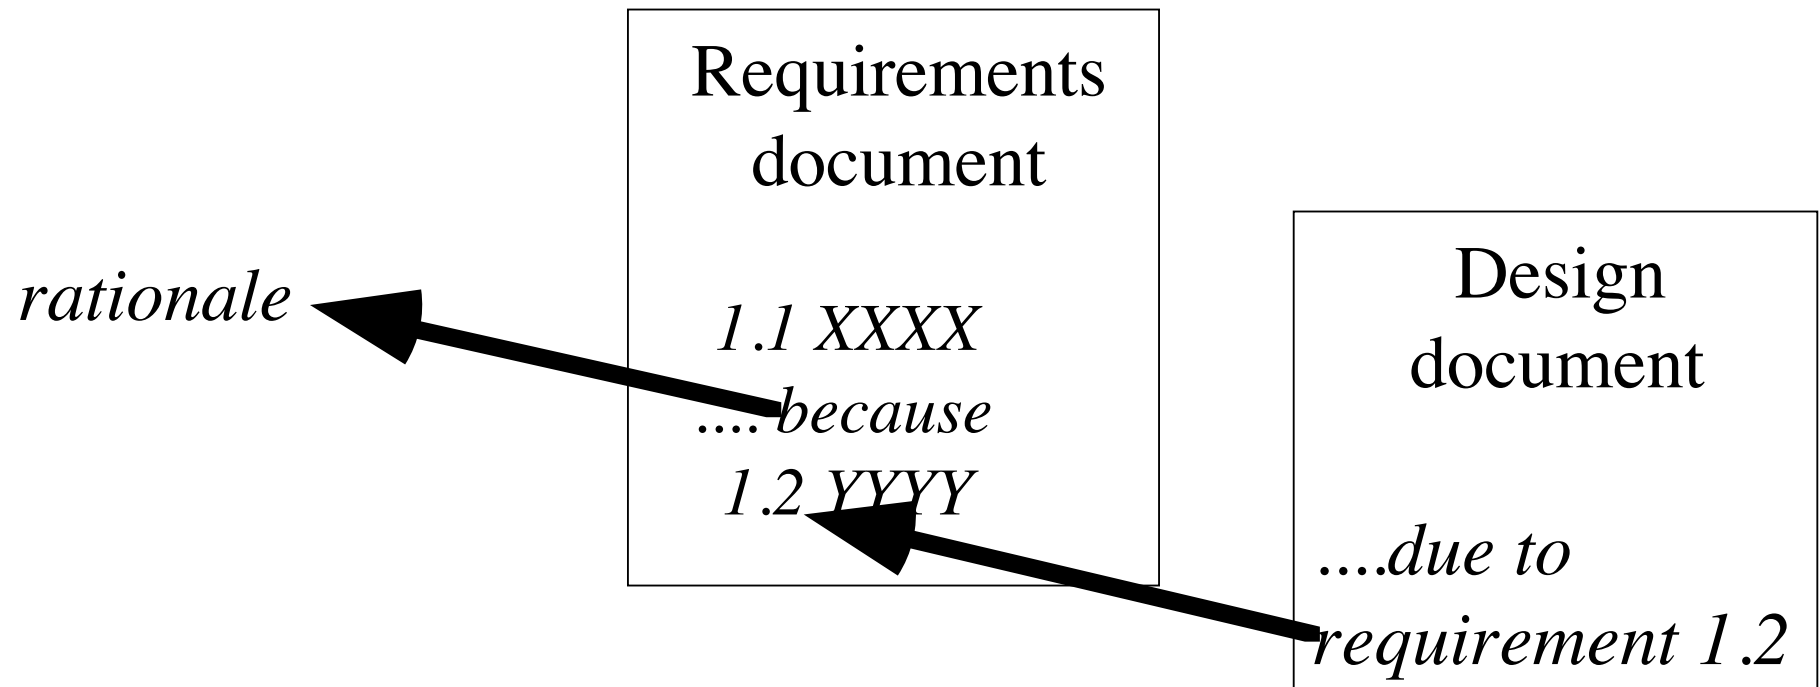 rationale
Requirements
document
1.1 XXXX
.... because
1.2 YYYY
Design
document
....due to
requirement 1.2